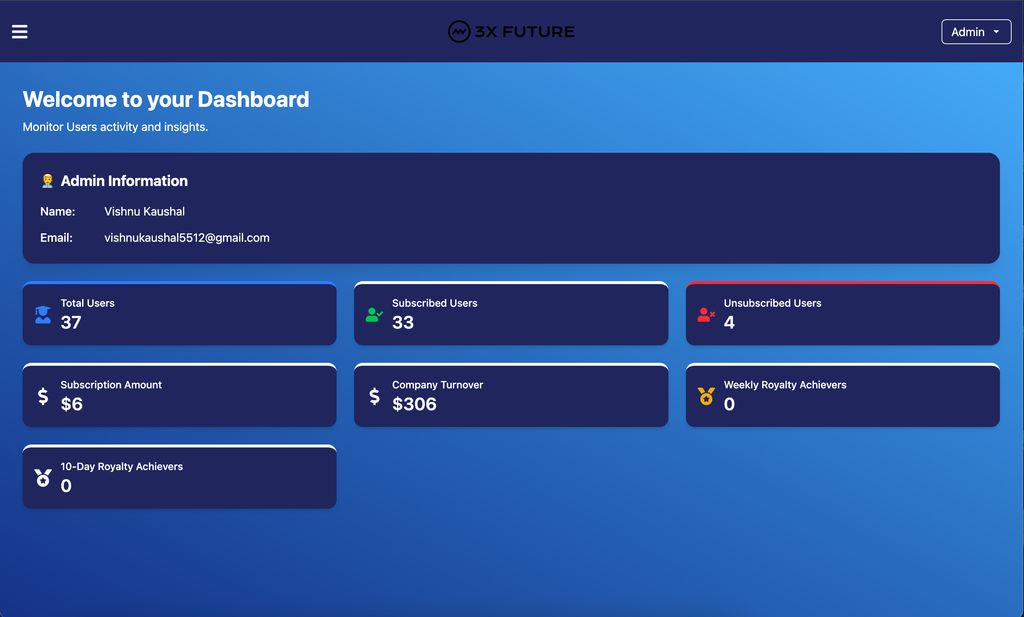 3X FUTURE
Admin
Welcome to your Dashboard
Monitor Users activity and insights.
Admin Information
Name: Vishnu Kaushal
Email: vishnukaushal5512@gmail.com
Total Users
37
Subscribed Users
33
Unsubscribed Users
4
Subscription Amount
$6
Company Turnover
$306
Weekly Royalty Achievers
0
10-Day Royalty Achievers
0